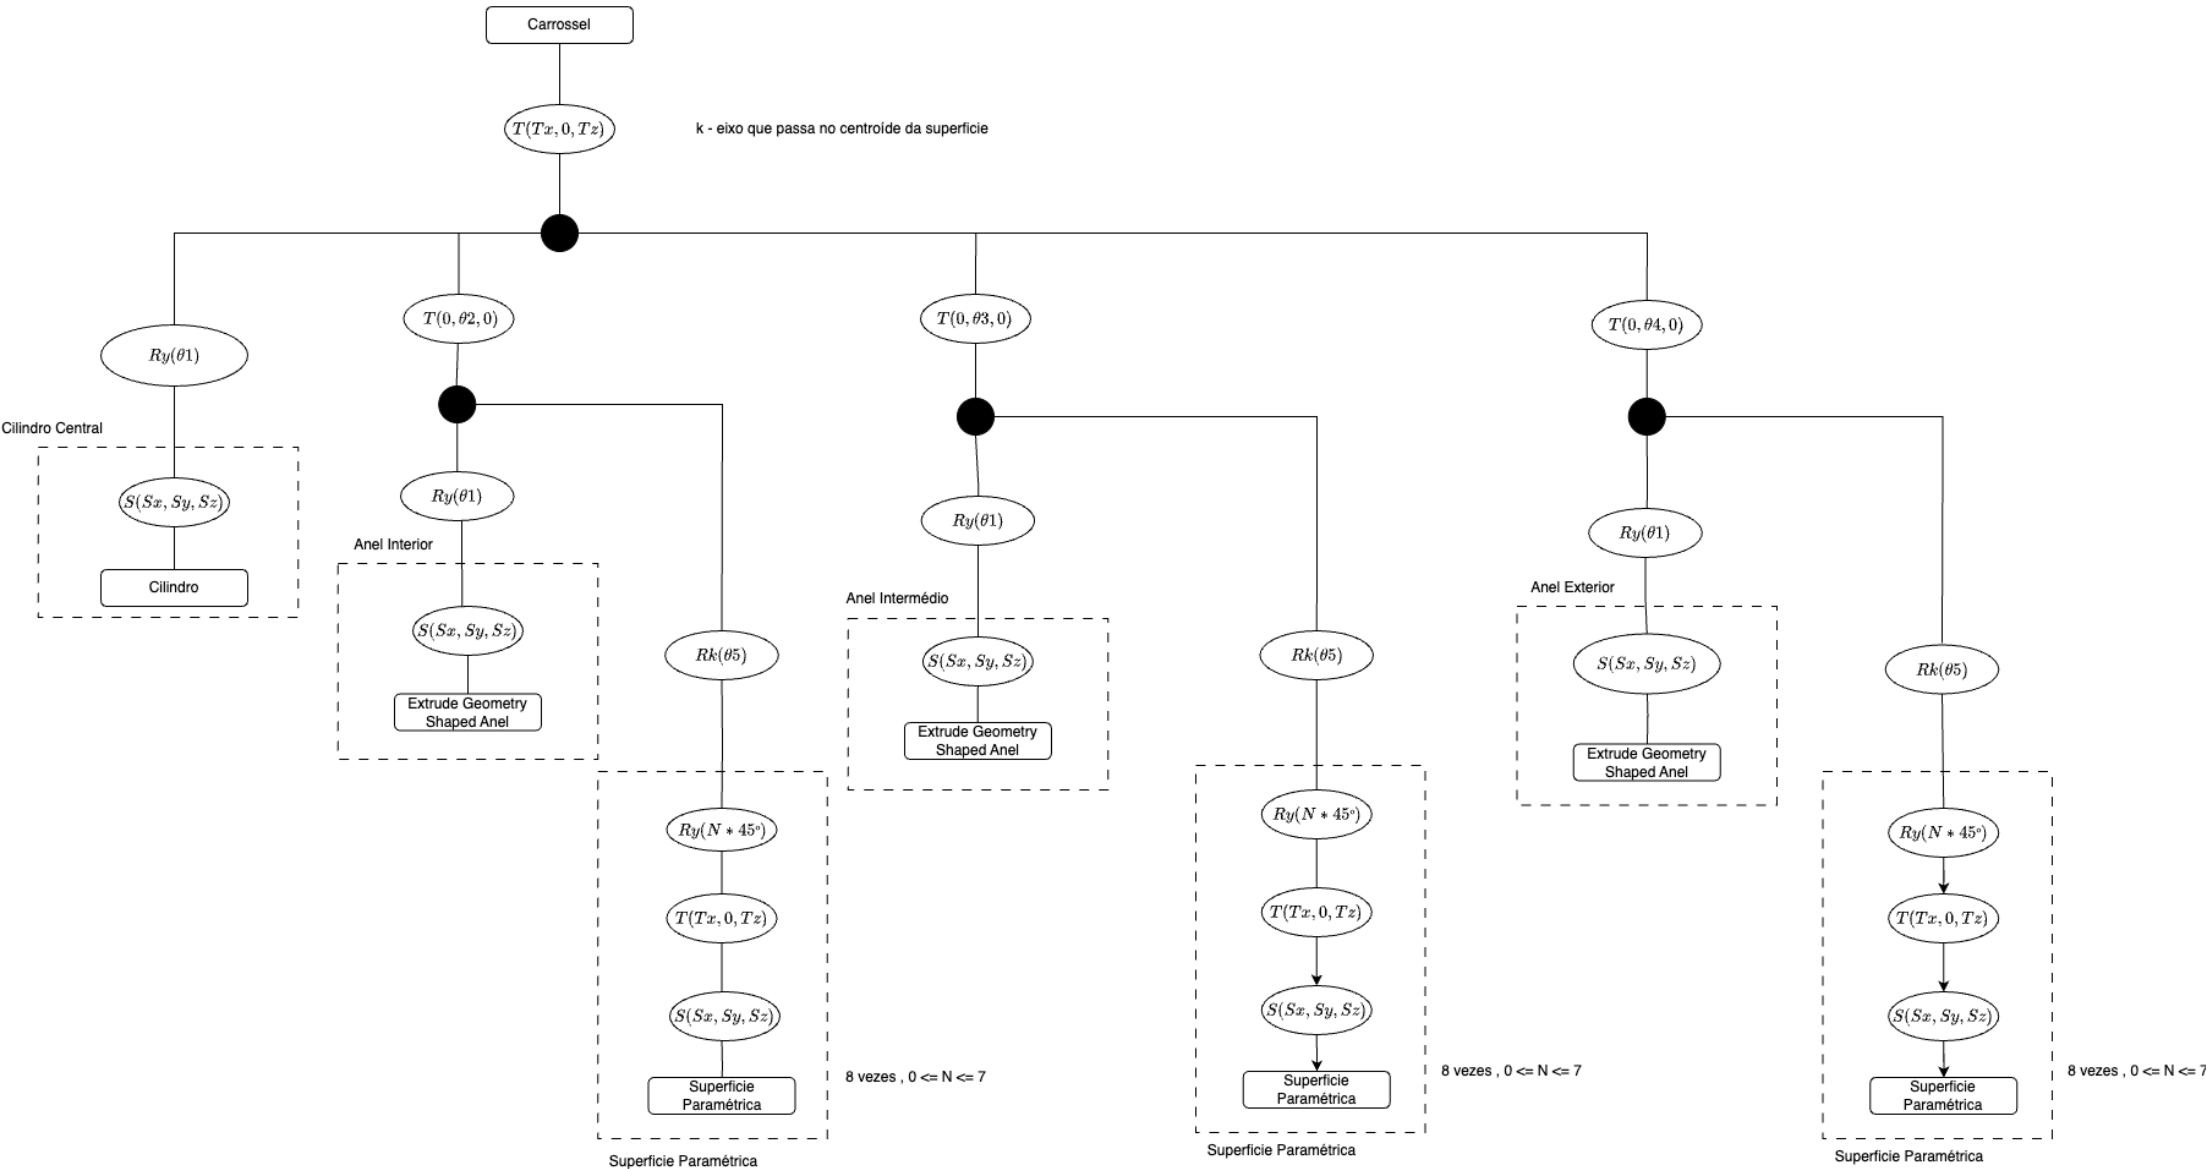 Carrossel
T(Tx, 0, Tz)
k - eixo que passa no centroíde da superficie
Ry(θ1)
Cilindro Central
S(Sx, Sy, Sz)
Cilindro
T(0, θ2, 0)
Ry(θ1)
Anel Interior
S(Sx, Sy, Sz)
Extrude Geometry
Shaped Anel
Rk(θ5)
Ry(N * 45º)
T(Tx, 0, Tz)
S(Sx, Sy, Sz)
Superficie
Paramétrica
8 vezes , 0 <= N <= 7
Superficie Paramétrica
T(0, θ3, 0)
Ry(θ1)
Anel Intermédio
S(Sx, Sy, Sz)
Extrude Geometry
Shaped Anel
Rk(θ5)
Ry(N * 45º)
T(Tx, 0, Tz)
S(Sx, Sy, Sz)
Superficie
Paramétrica
8 vezes , 0 <= N <= 7
Superficie Paramétrica
T(0, θ4, 0)
Ry(θ1)
Anel Exterior
S(Sx, Sy, Sz)
Extrude Geometry
Shaped Anel
Rk(θ5)
Ry(N * 45º)
T(Tx, 0, Tz)
S(Sx, Sy, Sz)
Superficie
Paramétrica
8 vezes , 0 <= N <= 7
Superficie Paramétrica